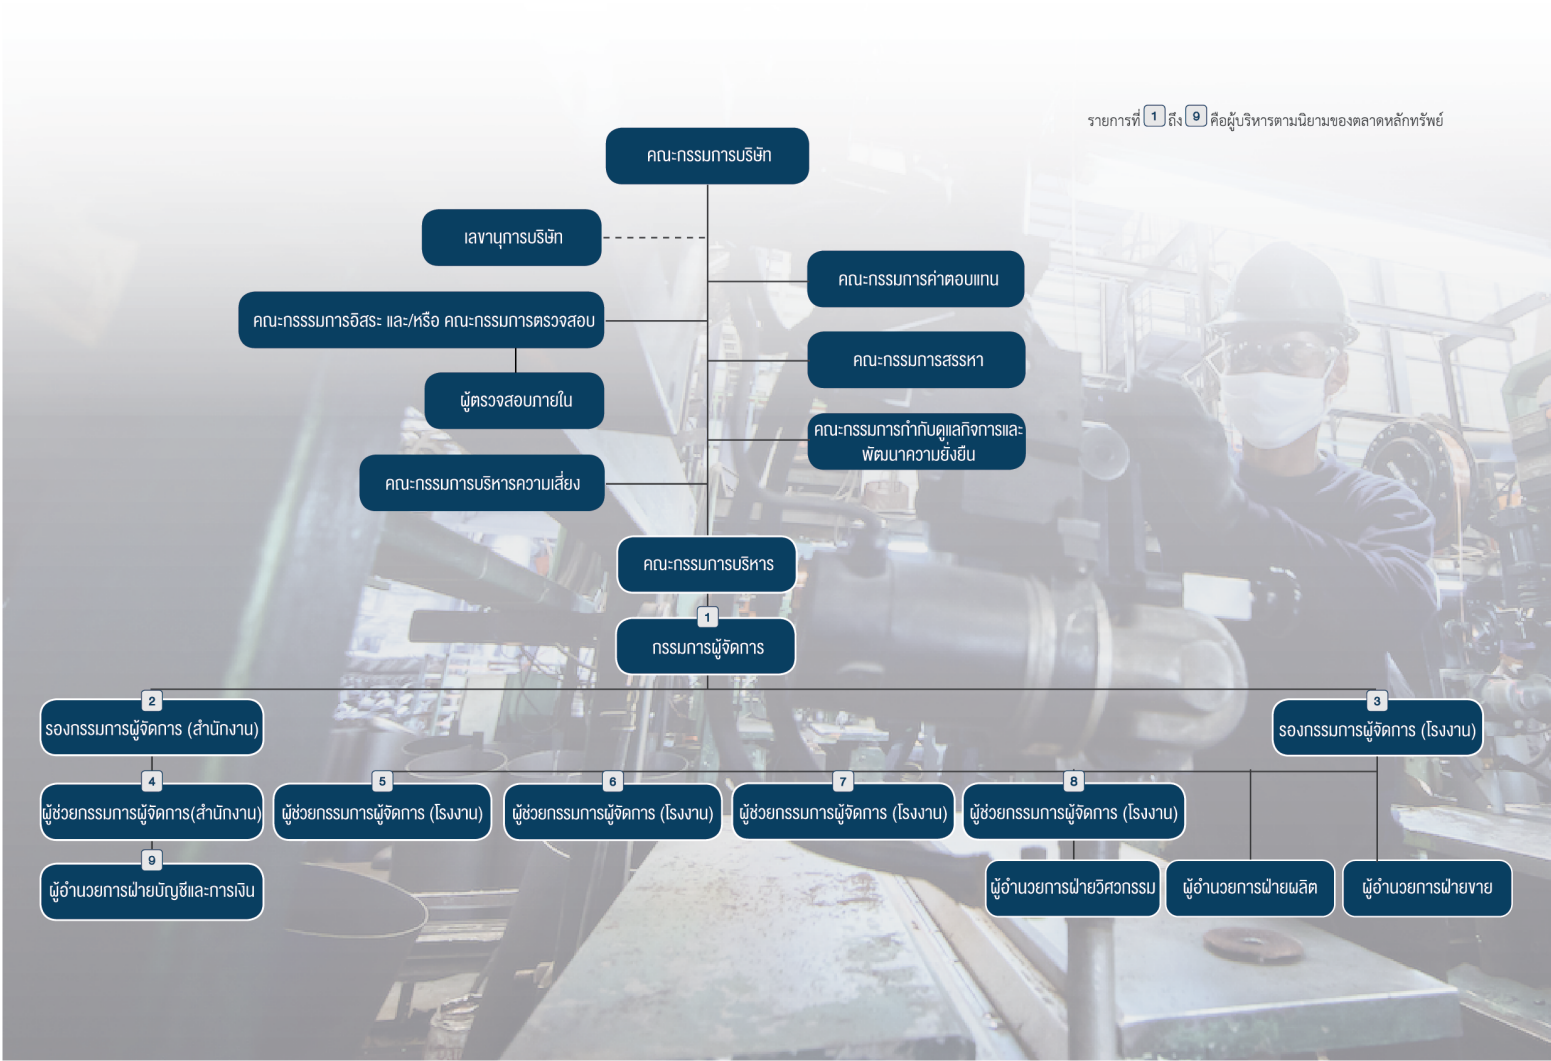 รายการที่ 1 ถึง 9 คือผู้บริหารตามนิยามของตลาดหลักทรัพย์
คณะกรรมการบริษัท
เลขานุการบริษัท
คณะกรรมการค่าตอบแทน
คณะกรรรมการอิสระ และ/หรือ คณะกรรมการตรวจสอบ
คณะกรรมการสรรหา
ผู้ตรวจสอบภายใน
คณะกรรมการกำกับดูแลกิจการและ
พัฒนาความยั่งยืน
คณะกรรมการบริหารความเสี่ยง
คณะกรรมการบริหาร
1
กรรมการผู้จัดการ
2
รองกรรมการผู้จัดการ (สำนักงาน)
3
รองกรรมการผู้จัดการ (โรงงาน)
4
ผู้ช่วยกรรมการผู้จัดการ(สำนักงาน)
5
ผู้ช่วยกรรมการผู้จัดการ (โรงงาน)
6
ผู้ช่วยกรรมการผู้จัดการ (โรงงาน)
7
ผู้ช่วยกรรมการผู้จัดการ (โรงงาน)
8
ผู้ช่วยกรรมการผู้จัดการ (โรงงาน)
9
ผู้อำนวยการฝ่ายบัญชีและการเงิน
ผู้อำนวยการฝ่ายวิศวกรรม
ผู้อำนวยการฝ่ายผลิต
ผู้อำนวยการฝ่ายขาย